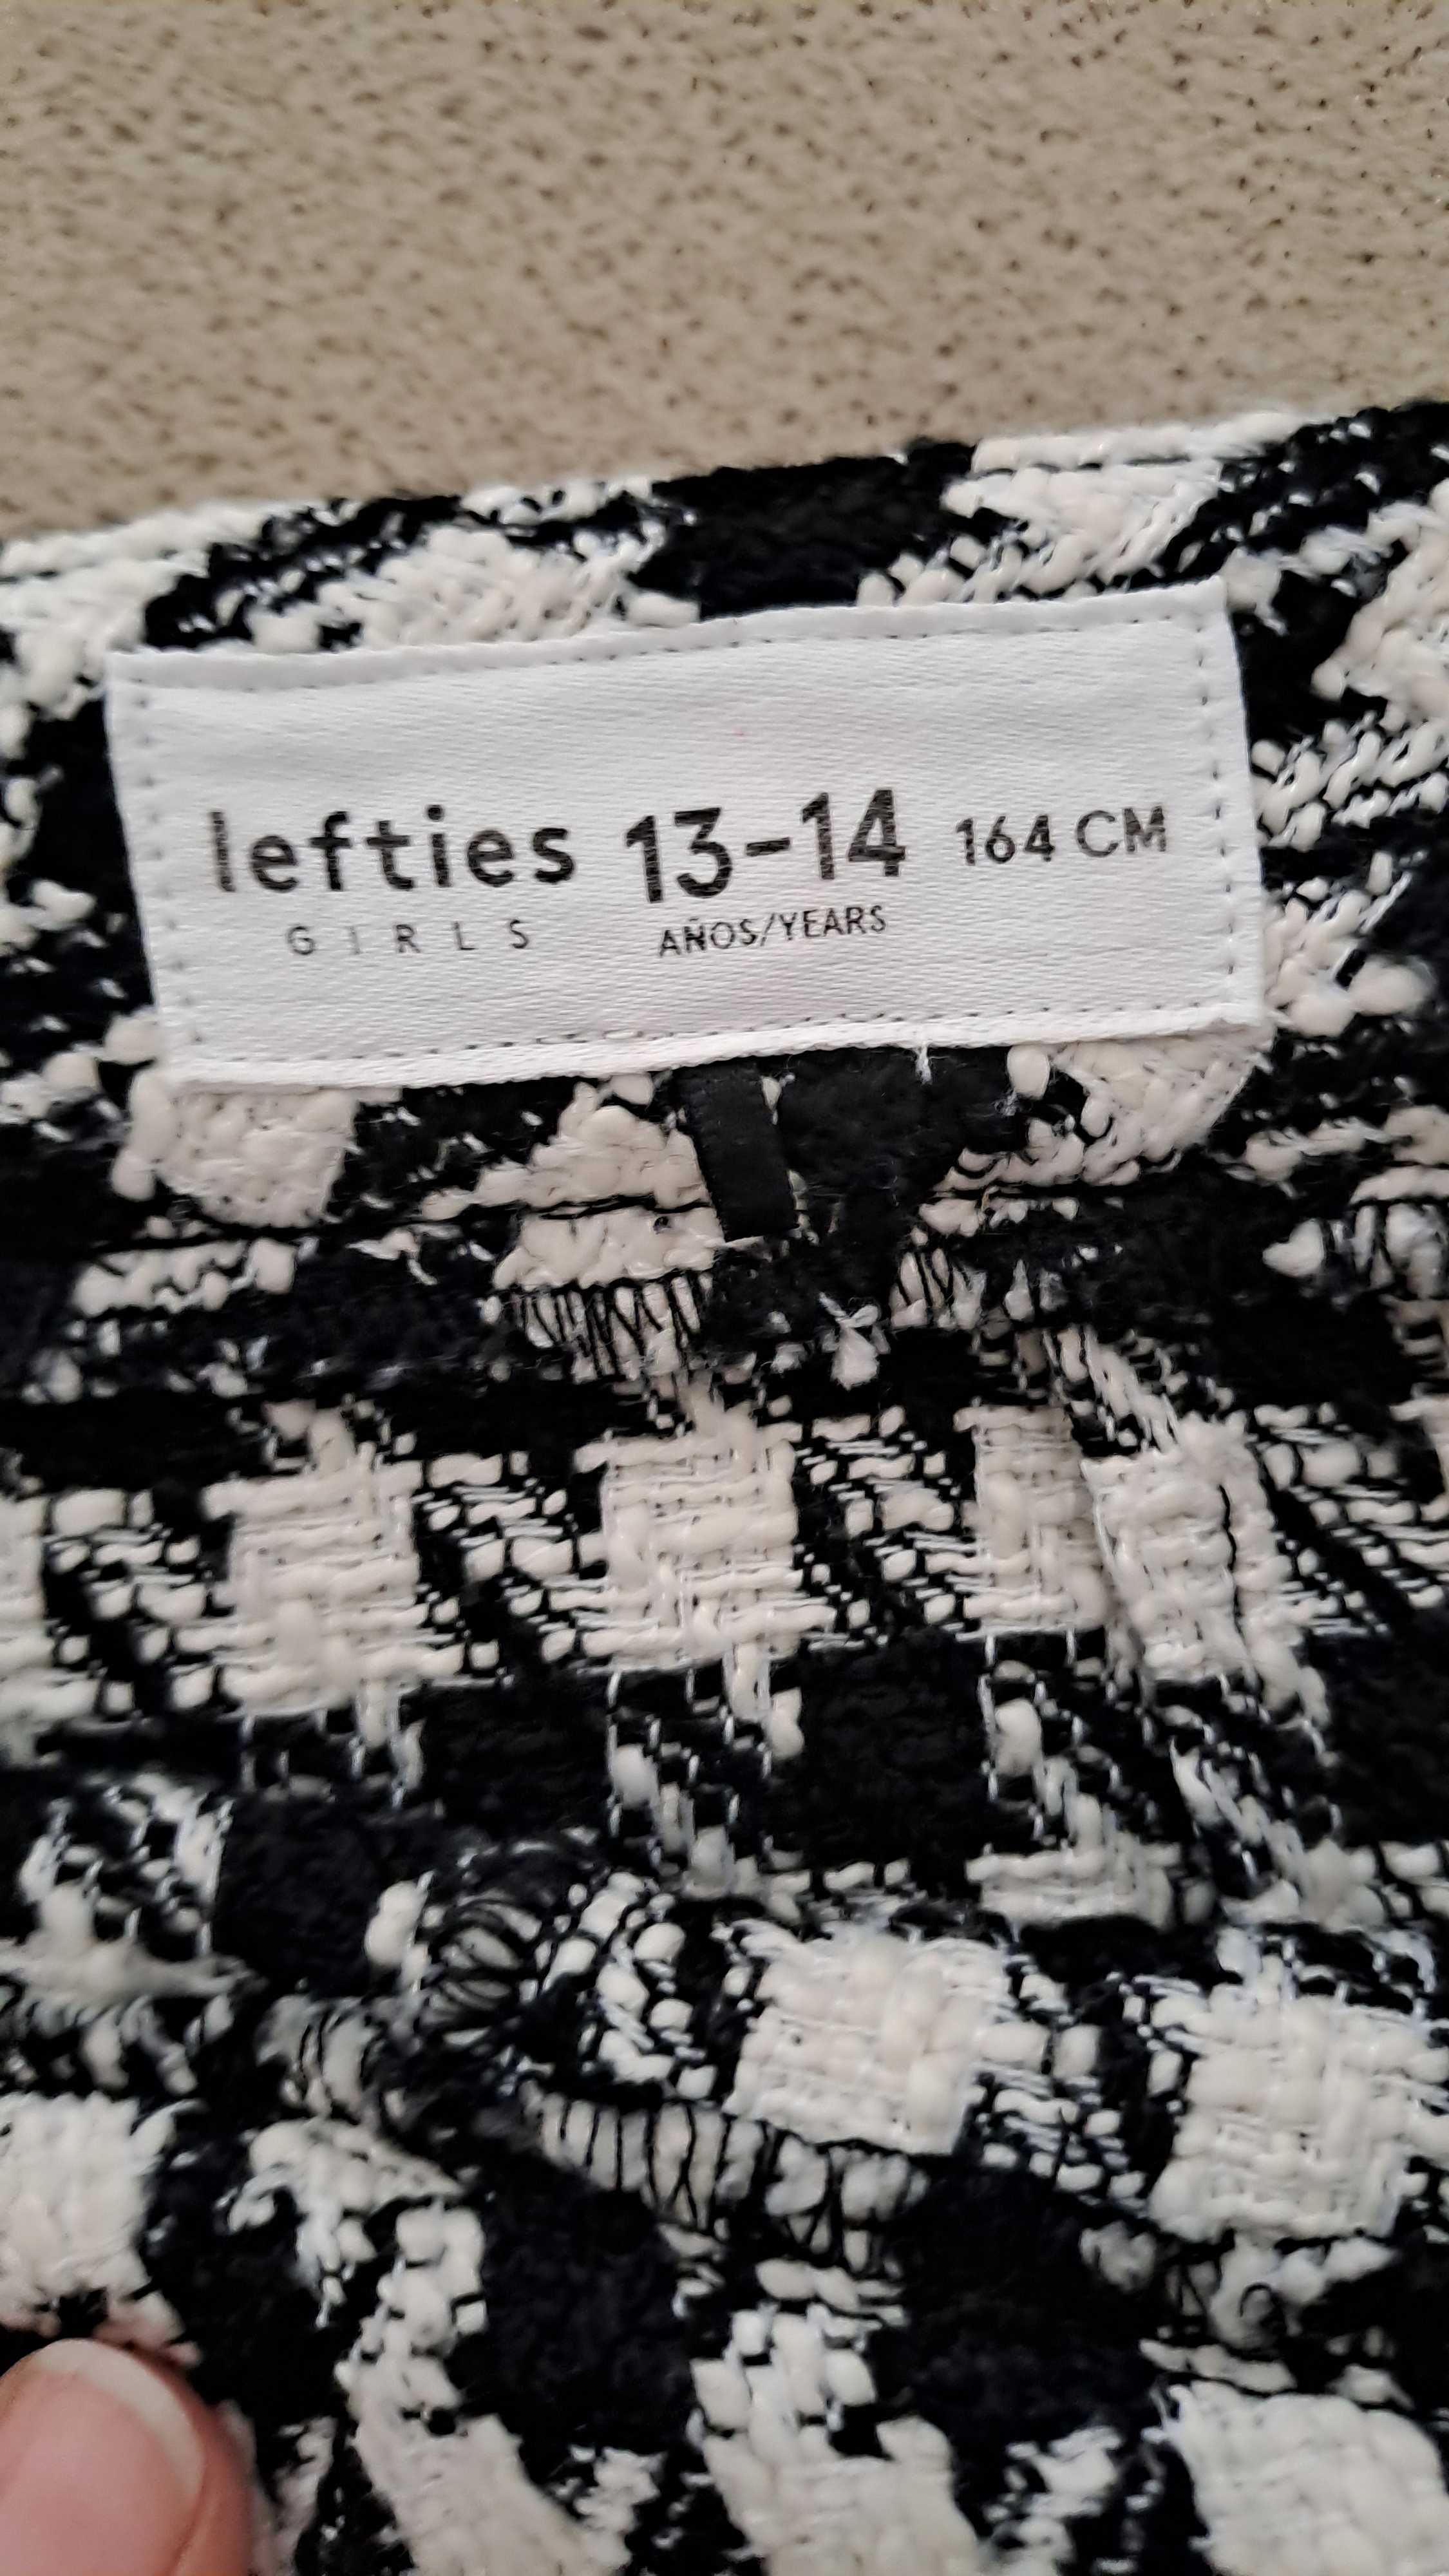 lefties 13-14 164 CM
GIRLS AÑOS/YEARS